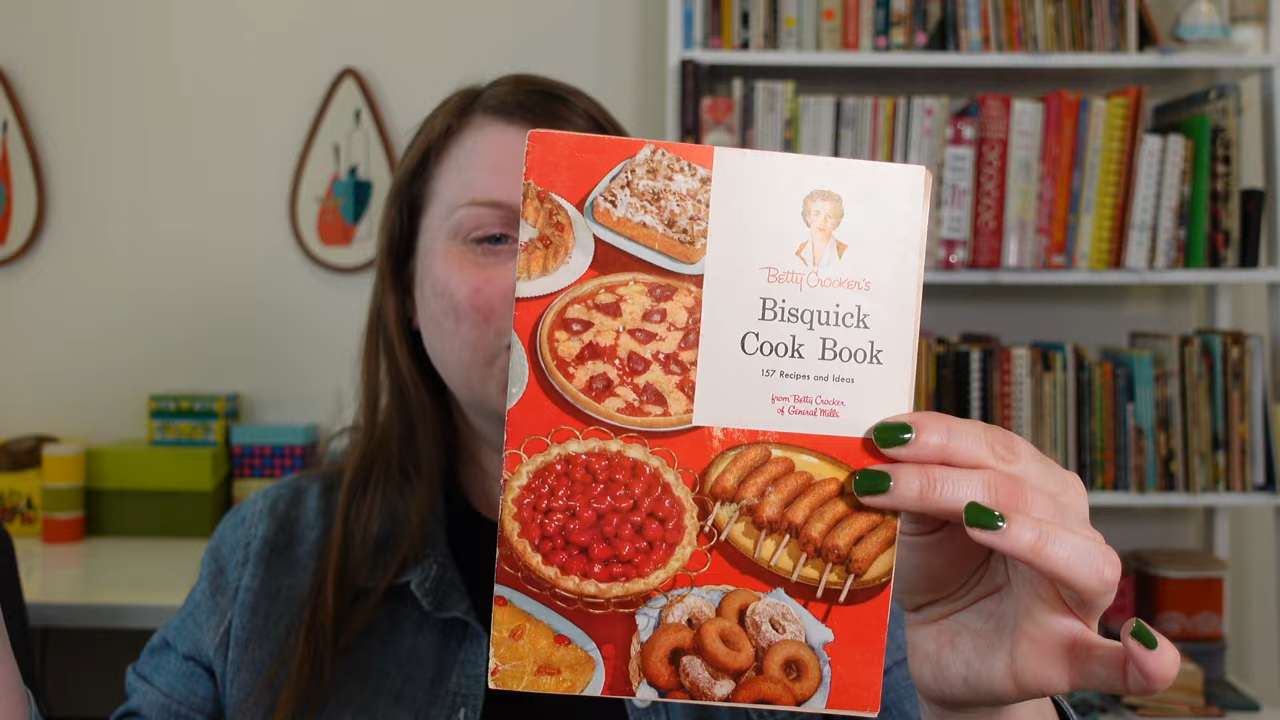 Betty Crocker's
Bisquick
Cook Book
157 Recipes and Ideas
from Betty Crocker
of General Mills